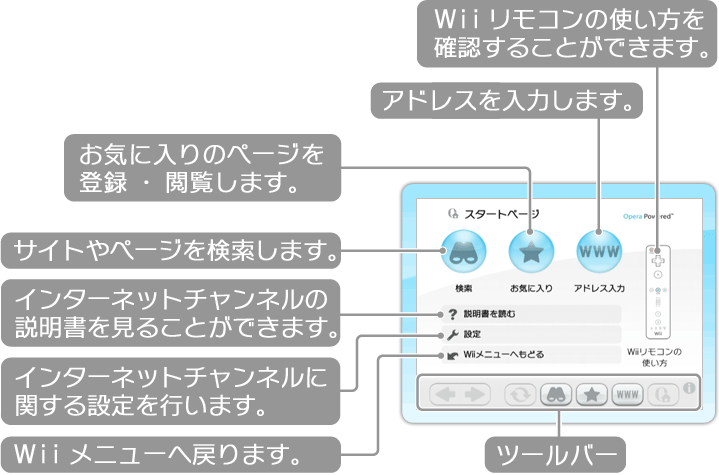 Wii リモコンの使い方を
確認することができます。
アドレスを入力します。
お気に入りのページを
登録 ・ 閲覧します。
サイトやページを検索します。
インターネットチャンネルの
説明書を見ることができます。
インターネットチャンネルに
関する設定を行います。
Wii メニューへ戻ります。
スタートページ
Opera Powered™
WWW
検索
お気に入り
アドレス入力
? 説明書を読む
設定
Wiiメニューへもどる
Wii
Wiiリモコンの
使い方
WWW
i
ツールバー